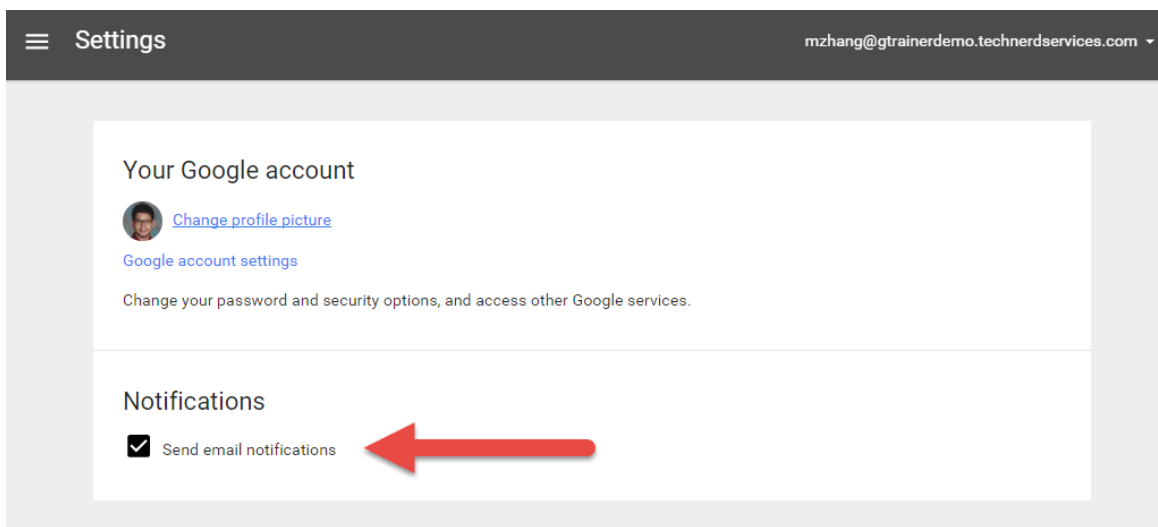 Settings
mzhang@gtrainerdemo.technerdservices.com
Your Google account
Change profile picture
Google account settings
Change your password and security options, and access other Google services.
Notifications
Send email notifications